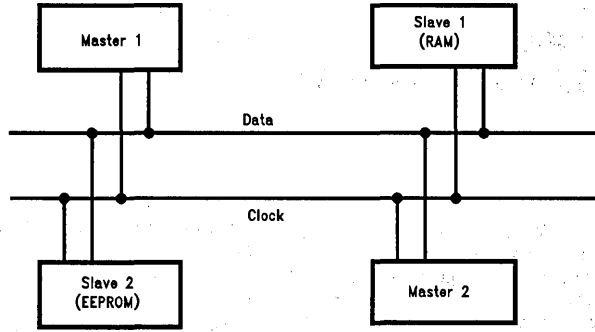 Master 1
Slave 1
(RAM)
Data
Clock
Slave 2
(EEPROM)
Master 2